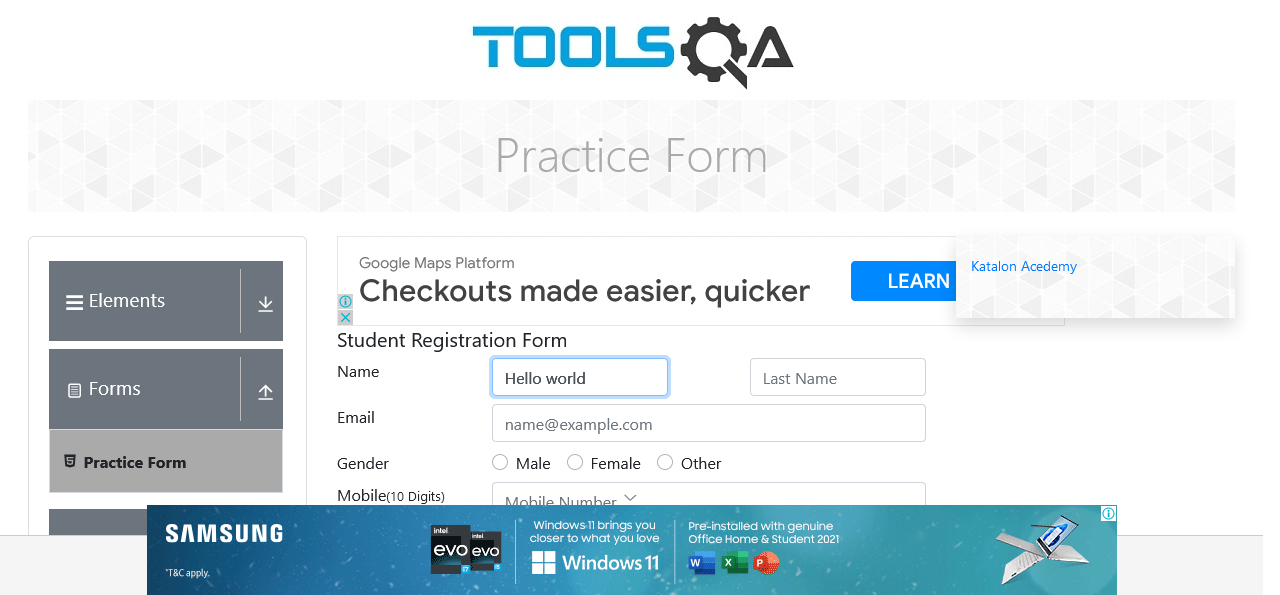 TOOLSQA
Practice Form
Elements
Forms
Practice Form
Google Maps Platform
Checkouts made easier, quicker
LEARN
Katalon Acedemy
Student Registration Form
Name
Hello world
Last Name
Email
name@example.com
Gender
Male
Female
Other
Mobile(10 Digits)
Mobile Number
SAMSUNG
*T&C apply.
intel
evo
i7
intel
evo
i5
Windows 11 brings you
closer to what you love
Windows 11
Pre-installed with genuine
Office Home & Student 2021
W
X
P